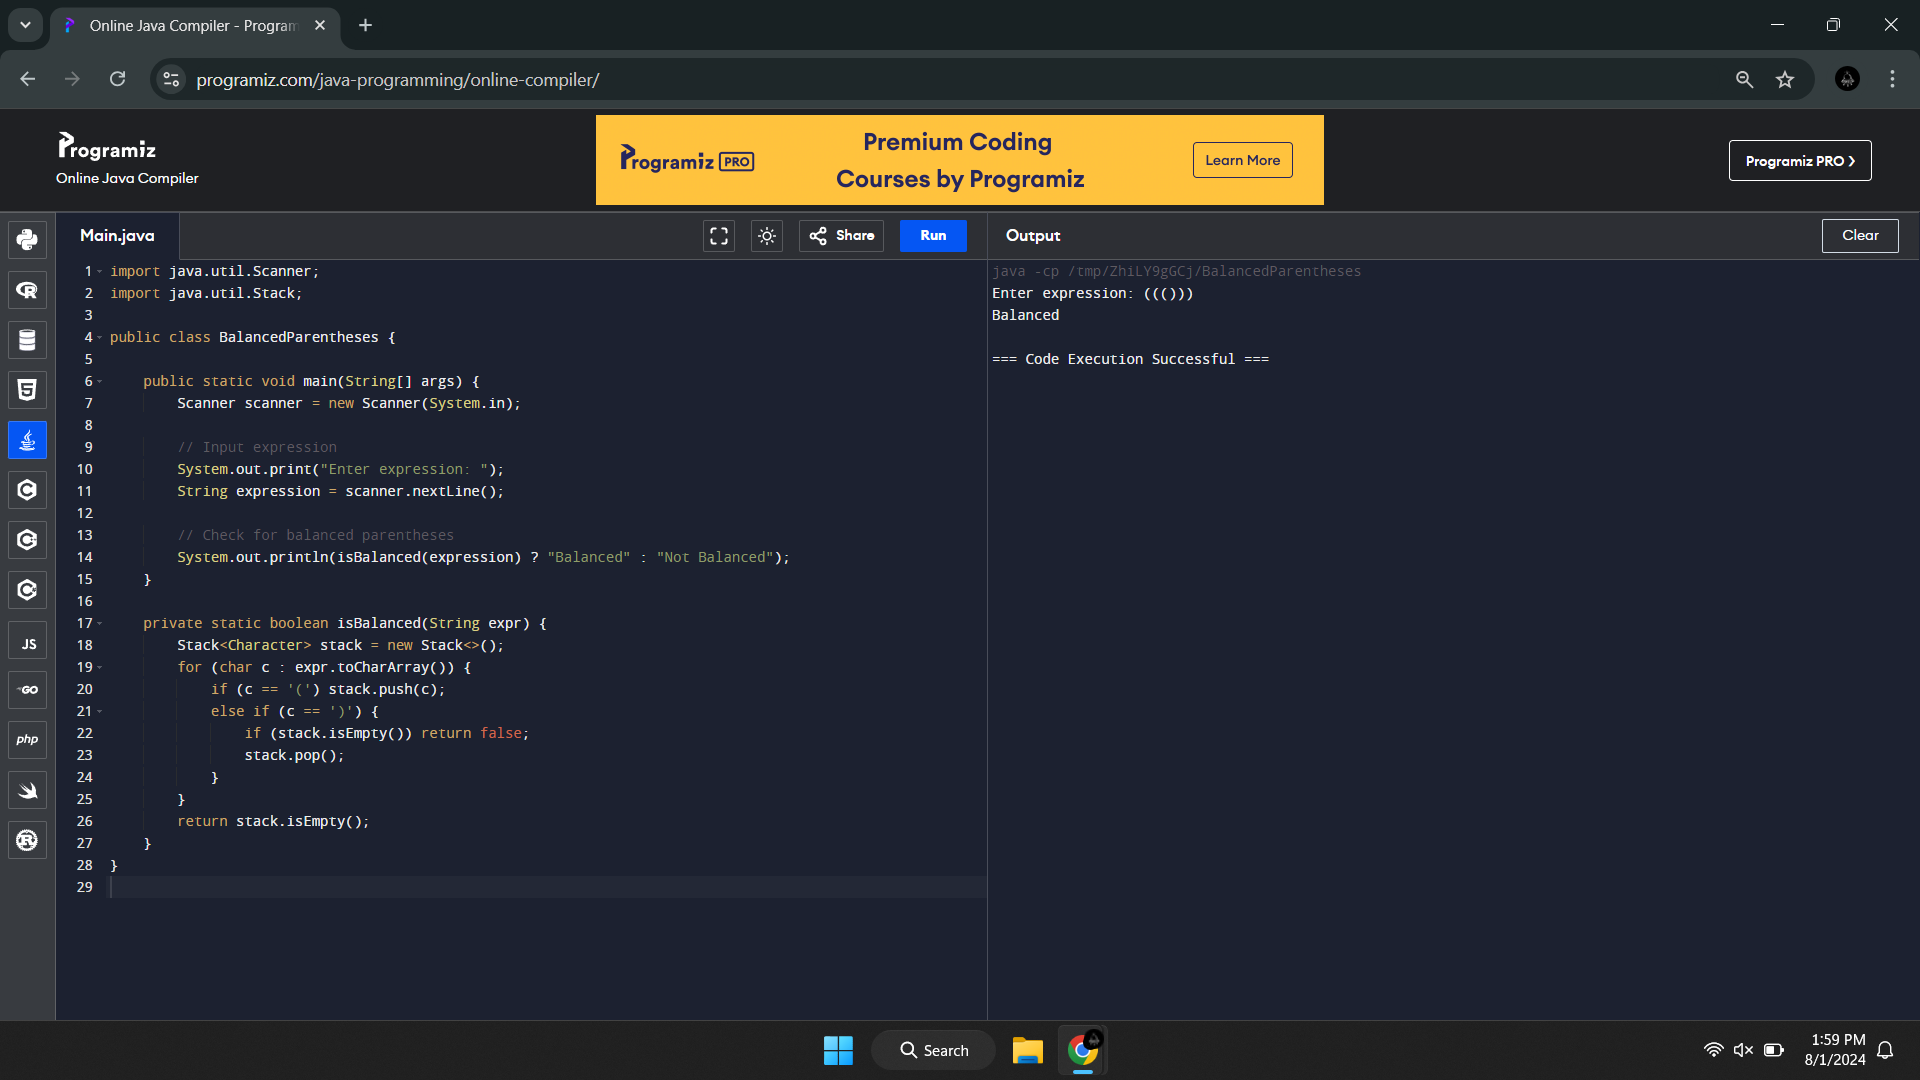 Online Java Compiler - Program
programiz.com/java-programming/online-compiler/
Programiz
Online Java Compiler
Programiz PRO
Premium Coding
Courses by Programiz
Learn More
Programiz PRO ›
Main.java
Share
Run
Output
Clear
1 import java.util.Scanner;
2 import java.util.Stack;
3
4 public class BalancedParentheses {
5
6     public static void main(String[] args) {
7         Scanner scanner = new Scanner(System.in);
8
9         // Input expression
10         System.out.print("Enter expression: ");
11         String expression = scanner.nextLine();
12
13         // Check for balanced parentheses
14         System.out.println(isBalanced(expression) ? "Balanced" : "Not Balanced");
15     }
16
17     private static boolean isBalanced(String expr) {
18         Stack<Character> stack = new Stack<>();
19         for (char c : expr.toCharArray()) {
20             if (c == '(') stack.push(c);
21             else if (c == ')') {
22                 if (stack.isEmpty()) return false;
23                 stack.pop();
24             }
25         }
26         return stack.isEmpty();
27     }
28 }
29
java -cp /tmp/ZhiLY9gGCj/BalancedParentheses
Enter expression: ((()))
Balanced
=== Code Execution Successful ===
R
5
C
C
C
JS
GO
php
R
Search
1:59 PM
8/1/2024